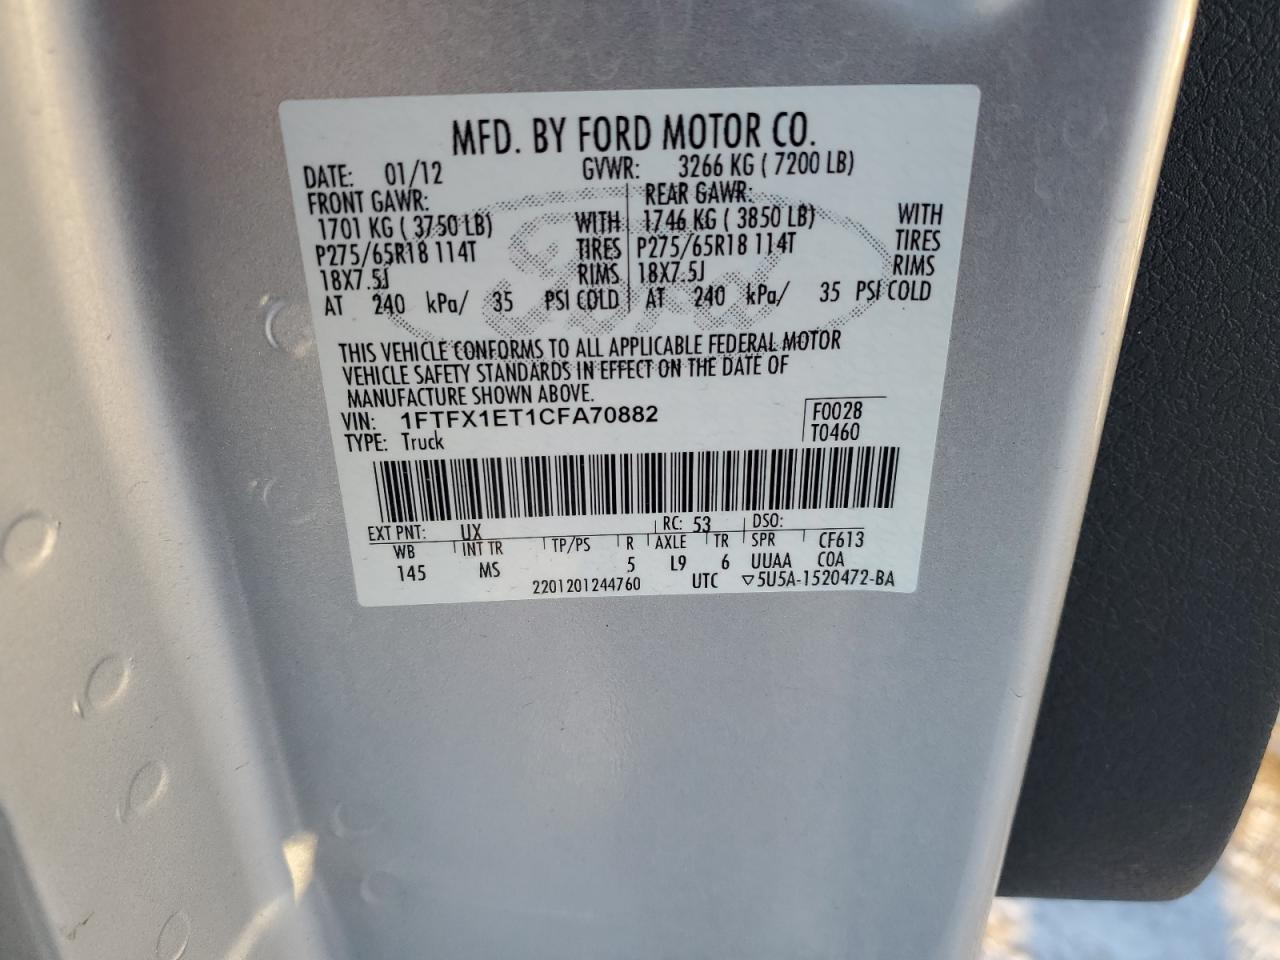 MFD. BY FORD MOTOR CO.
DATE: 01/12 GVWR: 3266 KG ( 7200 LB)
FRONT GAWR: REAR GAWR:
1701 KG ( 3750 LB) WITH 1746 KG ( 3850 LB) WITH
P275/65R18 114T TIRES P275/65R18 114T TIRES
18X7.5J RIMS 18X7.5J RIMS
AT 240 kPa/ 35 PSI COLD AT 240 kPa/ 35 PSI COLD
Ford
THIS VEHICLE CONFORMS TO ALL APPLICABLE FEDERAL MOTOR
VEHICLE SAFETY STANDARDS IN EFFECT ON THE DATE OF
MANUFACTURE SHOWN ABOVE.
VIN: 1FTFX1ET1CFA70882 F0028
TYPE: Truck T0460
EXT PNT: UX RC: 53 DSO:
WB INT TR TP/PS R AXLE TR SPR CF613
145 MS 5 L9 6 UUAA COA
2201201244760 UTC ▽5U5A-1520472-BA